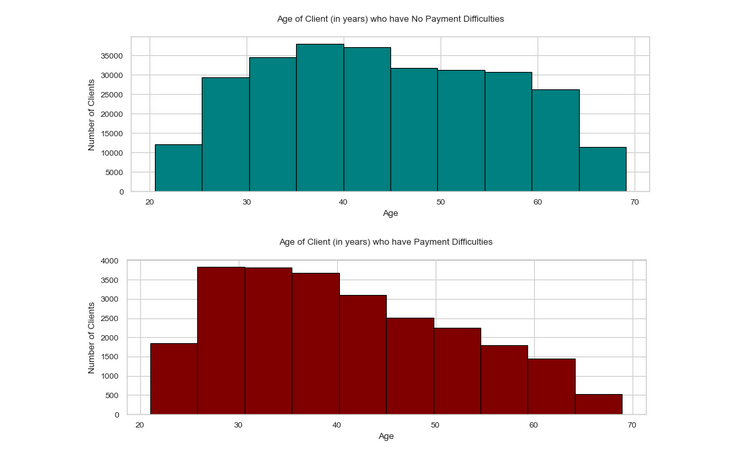 Age of Client (in years) who have No Payment Difficulties
35000
30000
25000
20000
15000
10000
5000
0
Number of Clients
20 30 40 50 60 70
Age
Age of Client (in years) who have Payment Difficulties
4000
3500
3000
2500
2000
1500
1000
500
0
Number of Clients
20 30 40 50 60 70
Age